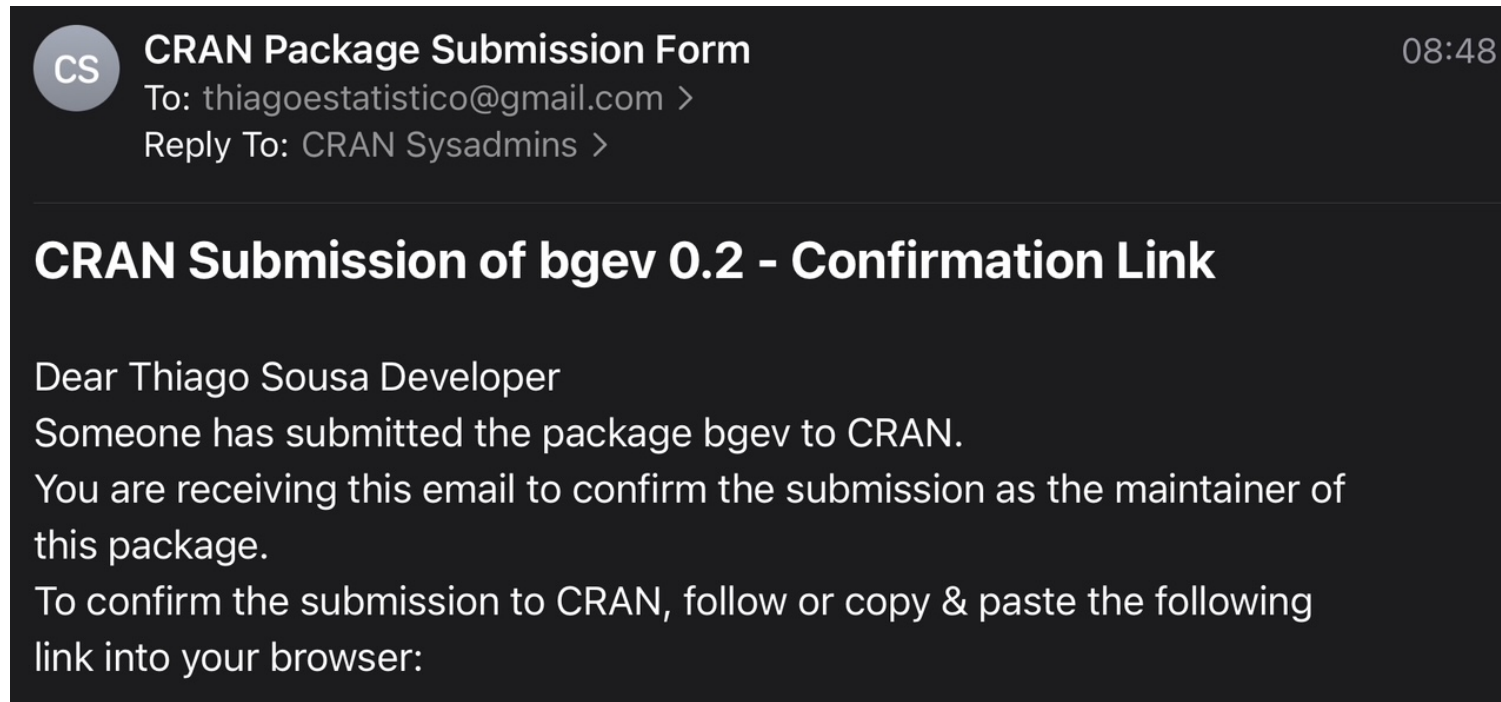 CS
CRAN Package Submission Form
08:48
To: thiagoestatistico@gmail.com >
Reply To: CRAN Sysadmins >
CRAN Submission of bgev 0.2 - Confirmation Link
Dear Thiago Sousa Developer
Someone has submitted the package bgev to CRAN.
You are receiving this email to confirm the submission as the maintainer of
this package.
To confirm the submission to CRAN, follow or copy & paste the following
link into your browser: